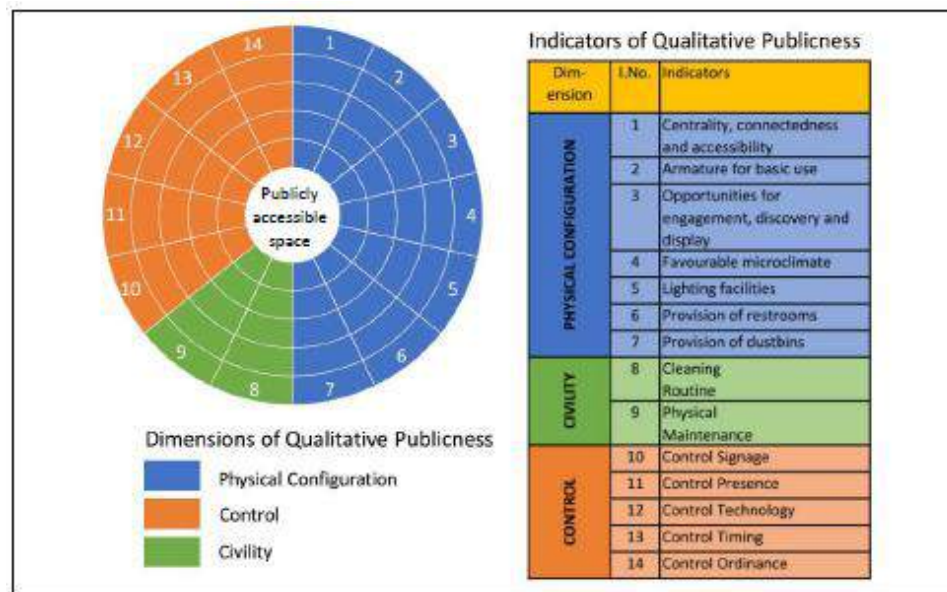 14
1
13
2
12
3
11
4
10
5
9
6
8
7
Publicly
accessible
space
Dimensions of Qualitative Publicness
Physical Configuration
Control
Civility
Indicators of Qualitative Publicness
Dim-
ension
I.No.
Indicators
PHYSICAL CONFIGURATION
1 Centrality, connectedness
and accessibility
2 Armature for basic use
3 Opportunities for
engagement, discovery and
display
4 Favourable microclimate
5 Lighting facilities
6 Provision of restrooms
7 Provision of dustbins
CIVILITY
8 Cleaning
Routine
9 Physical
Maintenance
CONTROL
10 Control Signage
11 Control Presence
12 Control Technology
13 Control Timing
14 Control Ordinance